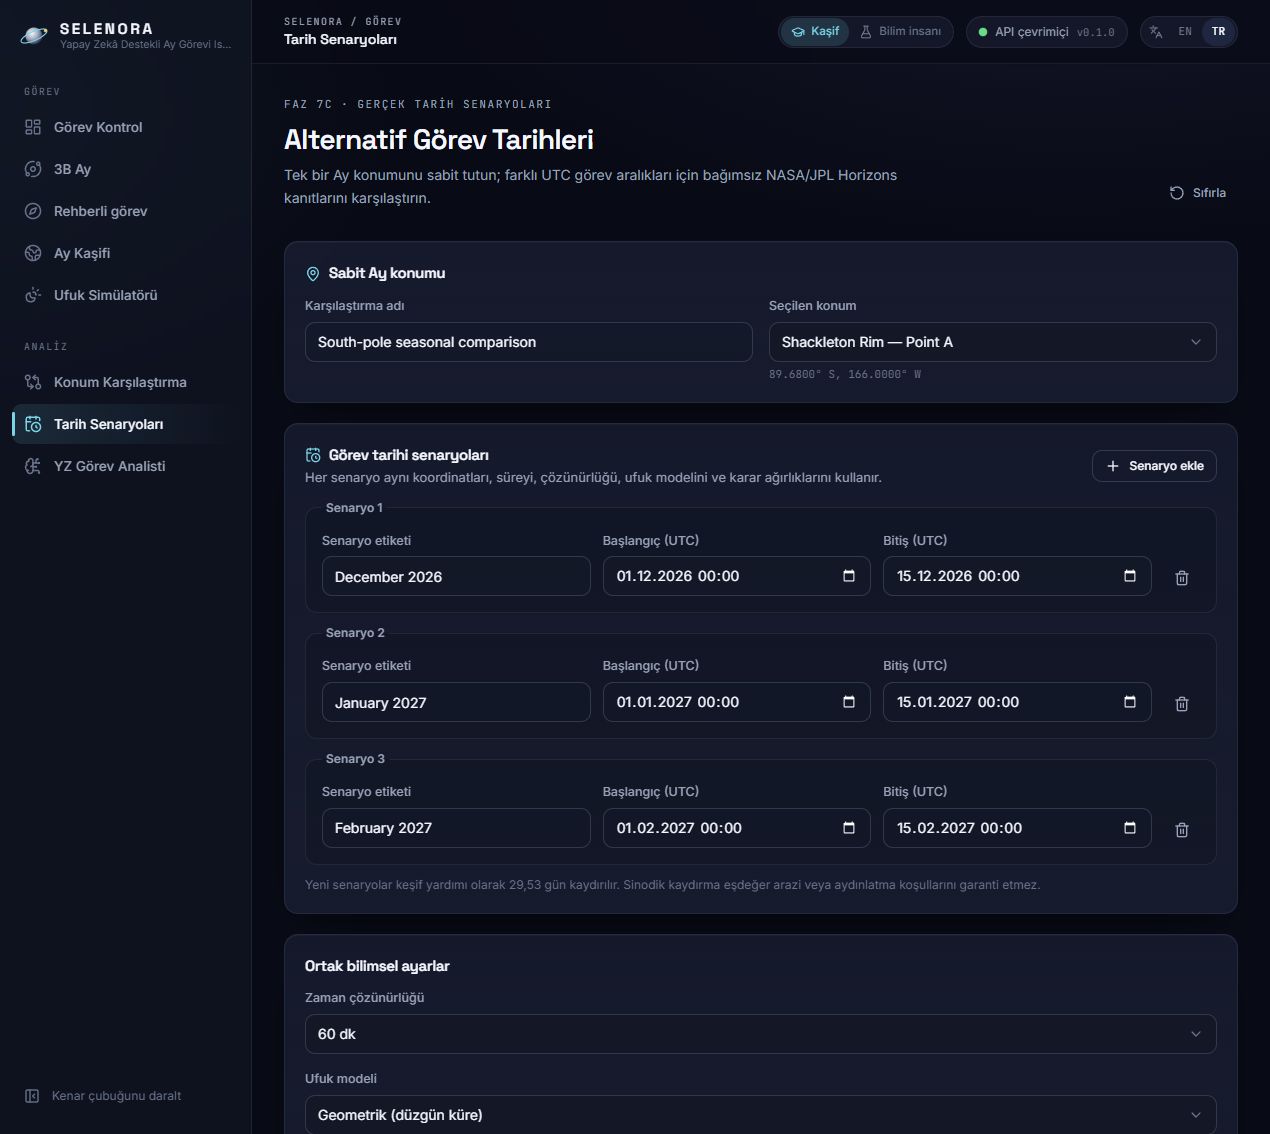 SELENORA
Yapay Zekâ Destekli Ay Görevi Is...
GÖREV
Görev Kontrol
3B Ay
Rehberli görev
Ay Kaşifi
Ufuk Simülatörü
ANALİZ
Konum Karşılaştırma
Tarih Senaryoları
YZ Görev Analisti
Kenar çubuğunu daralt
SELENORA / GÖREV
Tarih Senaryoları
Kaşif
Bilim insanı
API çevrimiçi v0.1.0
EN
TR
FAZ 7C · GERÇEK TARİH SENARYOLARI
Alternatif Görev Tarihleri
Tek bir Ay konumunu sabit tutun; farklı UTC görev aralıkları için bağımsız NASA/JPL Horizons
kanıtlarını karşılaştırın.
Sıfırla
Sabit Ay konumu
Karşılaştırma adı
Seçilen konum
South-pole seasonal comparison
Shackleton Rim — Point A
89.6800° S, 166.0000° W
Görev tarihi senaryoları
Her senaryo aynı koordinatları, süreyi, çözünürlüğü, ufuk modelini ve karar ağırlıklarını kullanır.
Senaryo ekle
Senaryo 1
Senaryo etiketi
Başlangıç (UTC)
Bitiş (UTC)
December 2026
01.12.2026 00:00
15.12.2026 00:00
Senaryo 2
Senaryo etiketi
Başlangıç (UTC)
Bitiş (UTC)
January 2027
01.01.2027 00:00
15.01.2027 00:00
Senaryo 3
Senaryo etiketi
Başlangıç (UTC)
Bitiş (UTC)
February 2027
01.02.2027 00:00
15.02.2027 00:00
Yeni senaryolar keşif yardımı olarak 29,53 gün kaydırılır. Sinodik kaydırma eşdeğer arazi veya aydınlatma koşullarını garanti etmez.
Ortak bilimsel ayarlar
Zaman çözünürlüğü
60 dk
Ufuk modeli
Geometrik (düzgün küre)